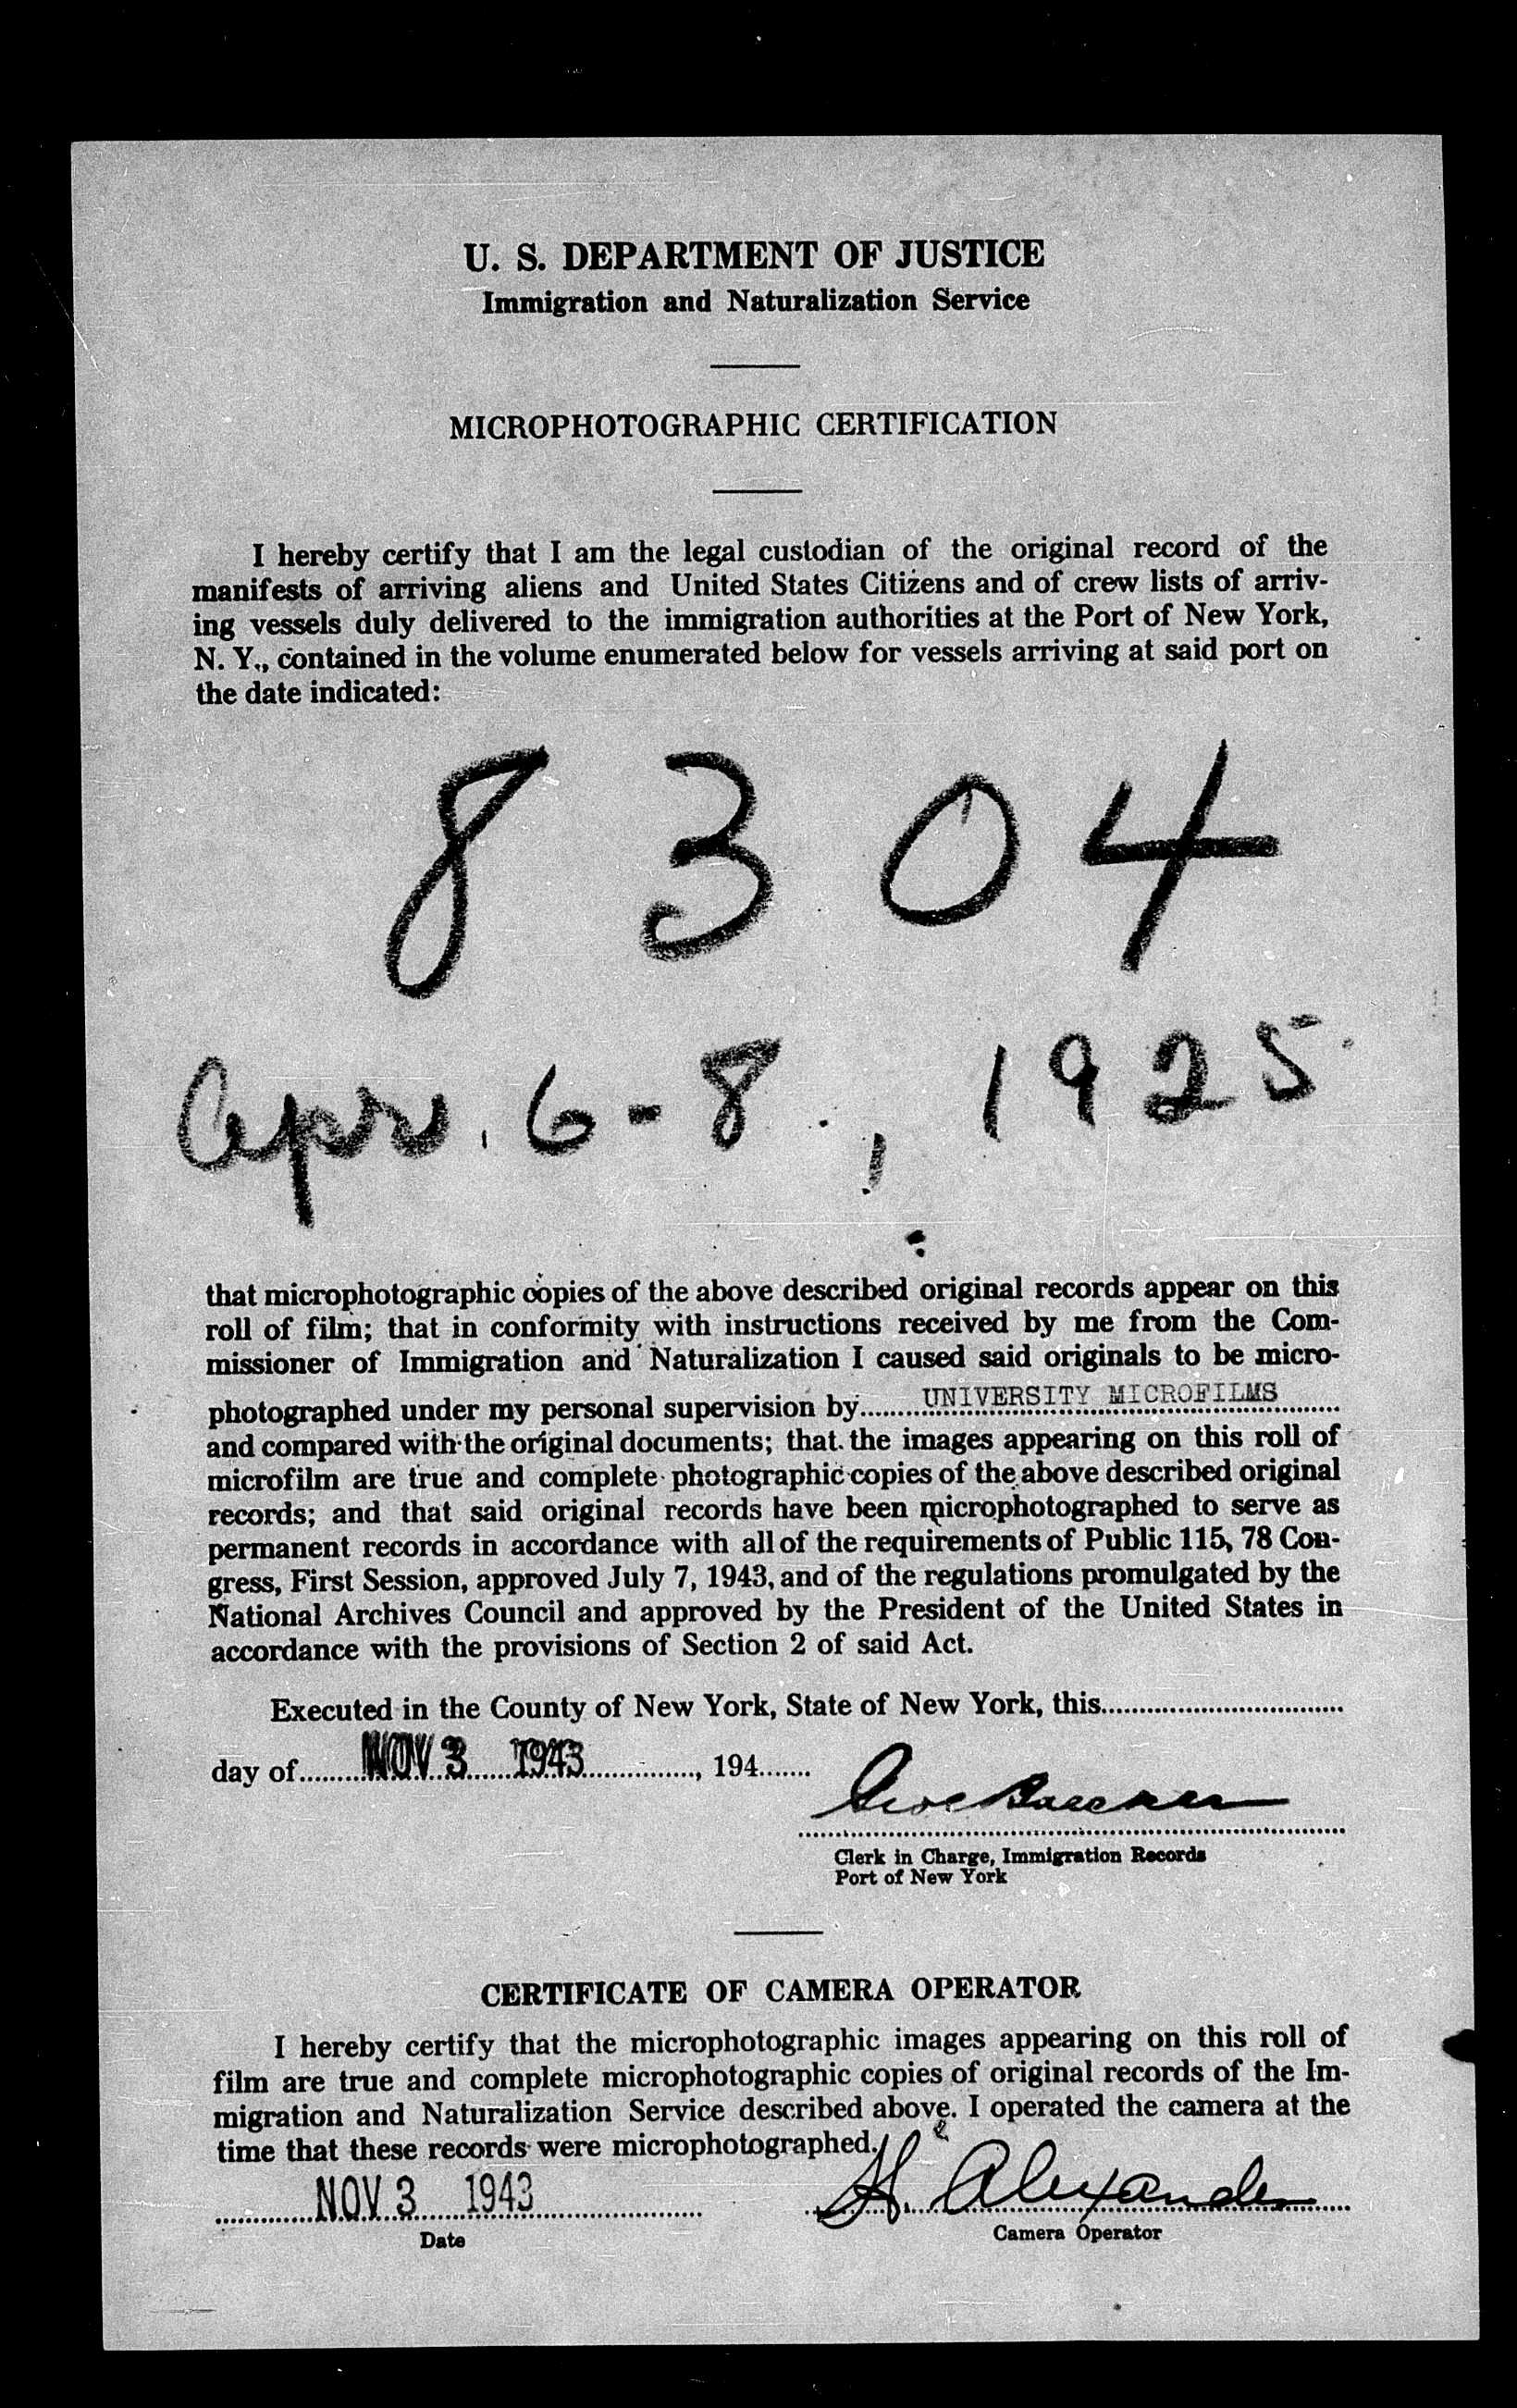 U. S. DEPARTMENT OF JUSTICE
Immigration and Naturalization Service
MICROPHOTOGRAPHIC CERTIFICATION
I hereby certify that I am the legal custodian of the original record of the
manifests of arriving aliens and United States Citizens and of crew lists of arriv-
ing vessels duly delivered to the immigration authorities at the Port of New York,
N. Y., contained in the volume enumerated below for vessels arriving at said port on
the date indicated:
8304
Apr. 6-8, 1925
that microphotographic copies of the above described original records appear on this
roll of film; that in conformity with instructions received by me from the Com-
missioner of Immigration and Naturalization I caused said originals to be micro-
photographed under my personal supervision by UNIVERSITY MICROFILMS
and compared with the original documents; that the images appearing on this roll of
microfilm are true and complete photographic copies of the above described original
records; and that said original records have been microphotographed to serve as
permanent records in accordance with all of the requirements of Public 115, 78 Con-
gress, First Session, approved July 7, 1943, and of the regulations promulgated by the
National Archives Council and approved by the President of the United States in
accordance with the provisions of Section 2 of said Act.
Executed in the County of New York, State of New York, this
day of NOV 3 1943, 194
Clerk in Charge, Immigration Records
Port of New York
CERTIFICATE OF CAMERA OPERATOR
I hereby certify that the microphotographic images appearing on this roll of
film are true and complete microphotographic copies of original records of the Im-
migration and Naturalization Service described above. I operated the camera at the
time that these records were microphotographed.
NOV 3 1943 H. Alexander
Date Camera Operator